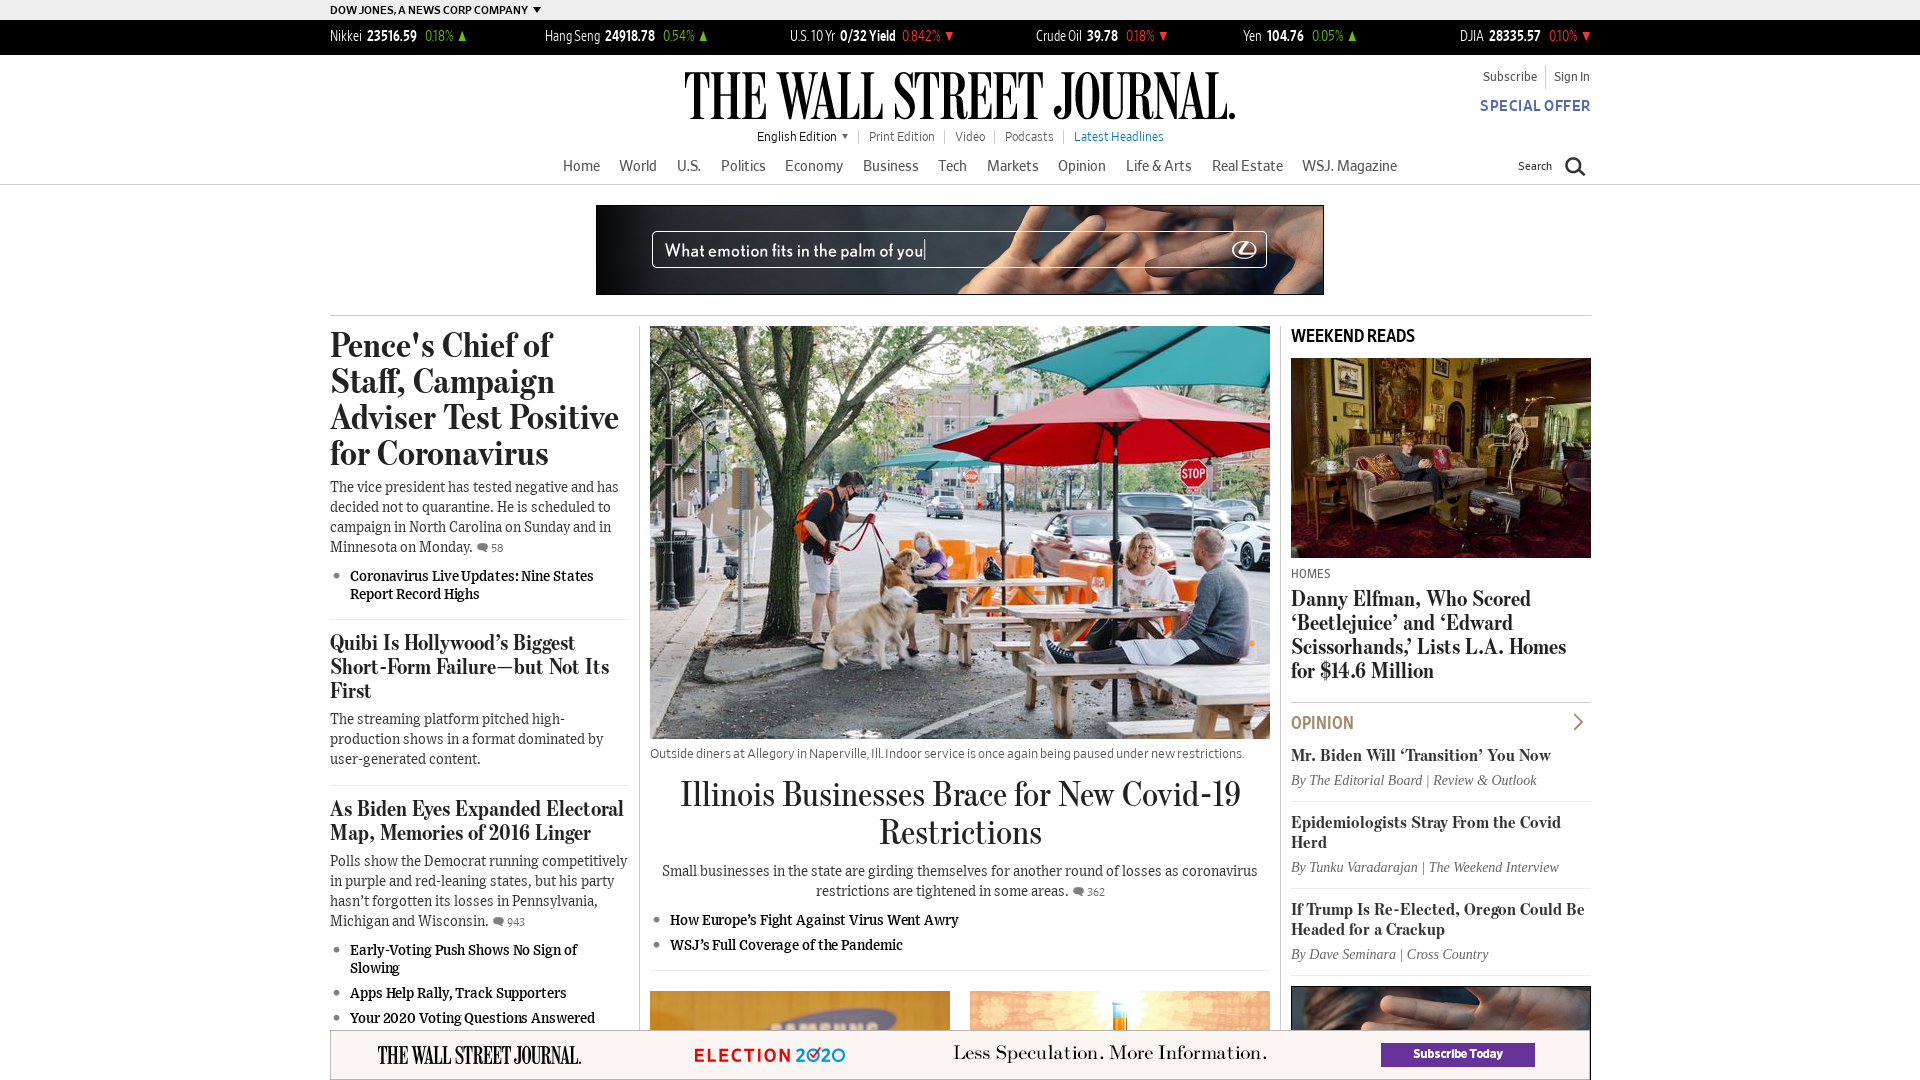 DOW JONES, A NEWS CORP COMPANY
Nikkei 23516.59 0.18% ▲ Hang Seng 24918.78 0.54% ▲ U.S. 10 Yr 0/32 Yield 0.842% ▼ Crude Oil 39.78 0.18% ▼ Yen 104.76 0.05% ▲ DJIA 28335.57 0.10% ▼
THE WALL STREET JOURNAL.
Subscribe Sign In
SPECIAL OFFER
English Edition Print Edition Video Podcasts Latest Headlines
Home World U.S. Politics Economy Business Tech Markets Opinion Life & Arts Real Estate WSJ. Magazine Search
What emotion fits in the palm of you
Pence's Chief of
Staff, Campaign
Adviser Test Positive
for Coronavirus
The vice president has tested negative and has
decided not to quarantine. He is scheduled to
campaign in North Carolina on Sunday and in
Minnesota on Monday. 58
Coronavirus Live Updates: Nine States
Report Record Highs
Quibi Is Hollywood’s Biggest
Short-Form Failure—but Not Its
First
The streaming platform pitched high-
production shows in a format dominated by
user-generated content.
As Biden Eyes Expanded Electoral
Map, Memories of 2016 Linger
Polls show the Democrat running competitively
in purple and red-leaning states, but his party
hasn’t forgotten its losses in Pennsylvania,
Michigan and Wisconsin. 943
Early-Voting Push Shows No Sign of
Slowing
Apps Help Rally, Track Supporters
Your 2020 Voting Questions Answered
STOP
Outside diners at Allegory in Naperville, Ill. Indoor service is once again being paused under new restrictions.
Illinois Businesses Brace for New Covid-19
Restrictions
Small businesses in the state are girding themselves for another round of losses as coronavirus
restrictions are tightened in some areas. 362
How Europe’s Fight Against Virus Went Awry
WSJ’s Full Coverage of the Pandemic
SAMSUNG
WEEKEND READS
HOMES
Danny Elfman, Who Scored
‘Beetlejuice’ and ‘Edward
Scissorhands,’ Lists L.A. Homes
for $14.6 Million
OPINION
Mr. Biden Will ‘Transition’ You Now
By The Editorial Board | Review & Outlook
Epidemiologists Stray From the Covid
Herd
By Tunku Varadarajan | The Weekend Interview
If Trump Is Re-Elected, Oregon Could Be
Headed for a Crackup
By Dave Seminara | Cross Country
THE WALL STREET JOURNAL. ELECTION 2020 Less Speculation. More Information. Subscribe Today